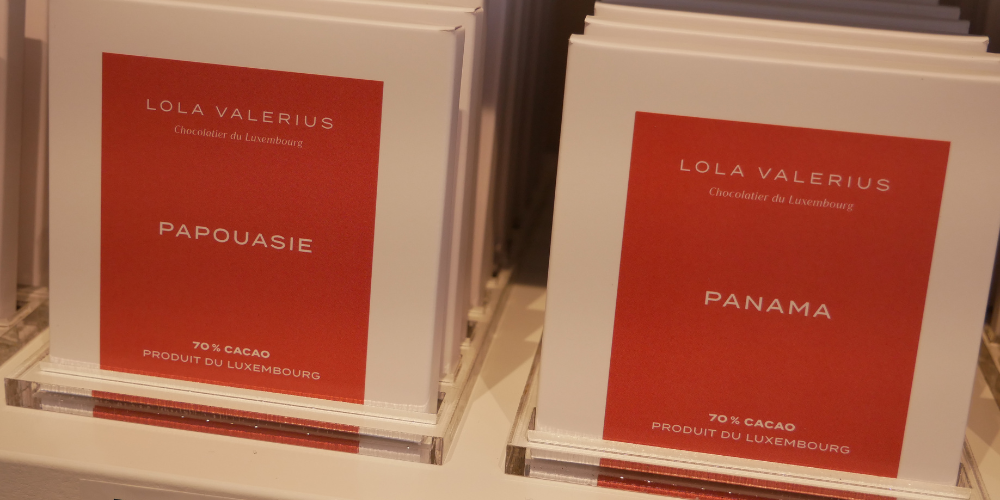 LOLA VALERIUS
Chocolatier du Luxembourg
PAPOUASIE
70 % CACAO
PRODUIT DU LUXEMBOURG
LOLA VALERIUS
Chocolatier du Luxembourg
PANAMA
70 % CACAO
PRODUIT DU LUXEMBOURG